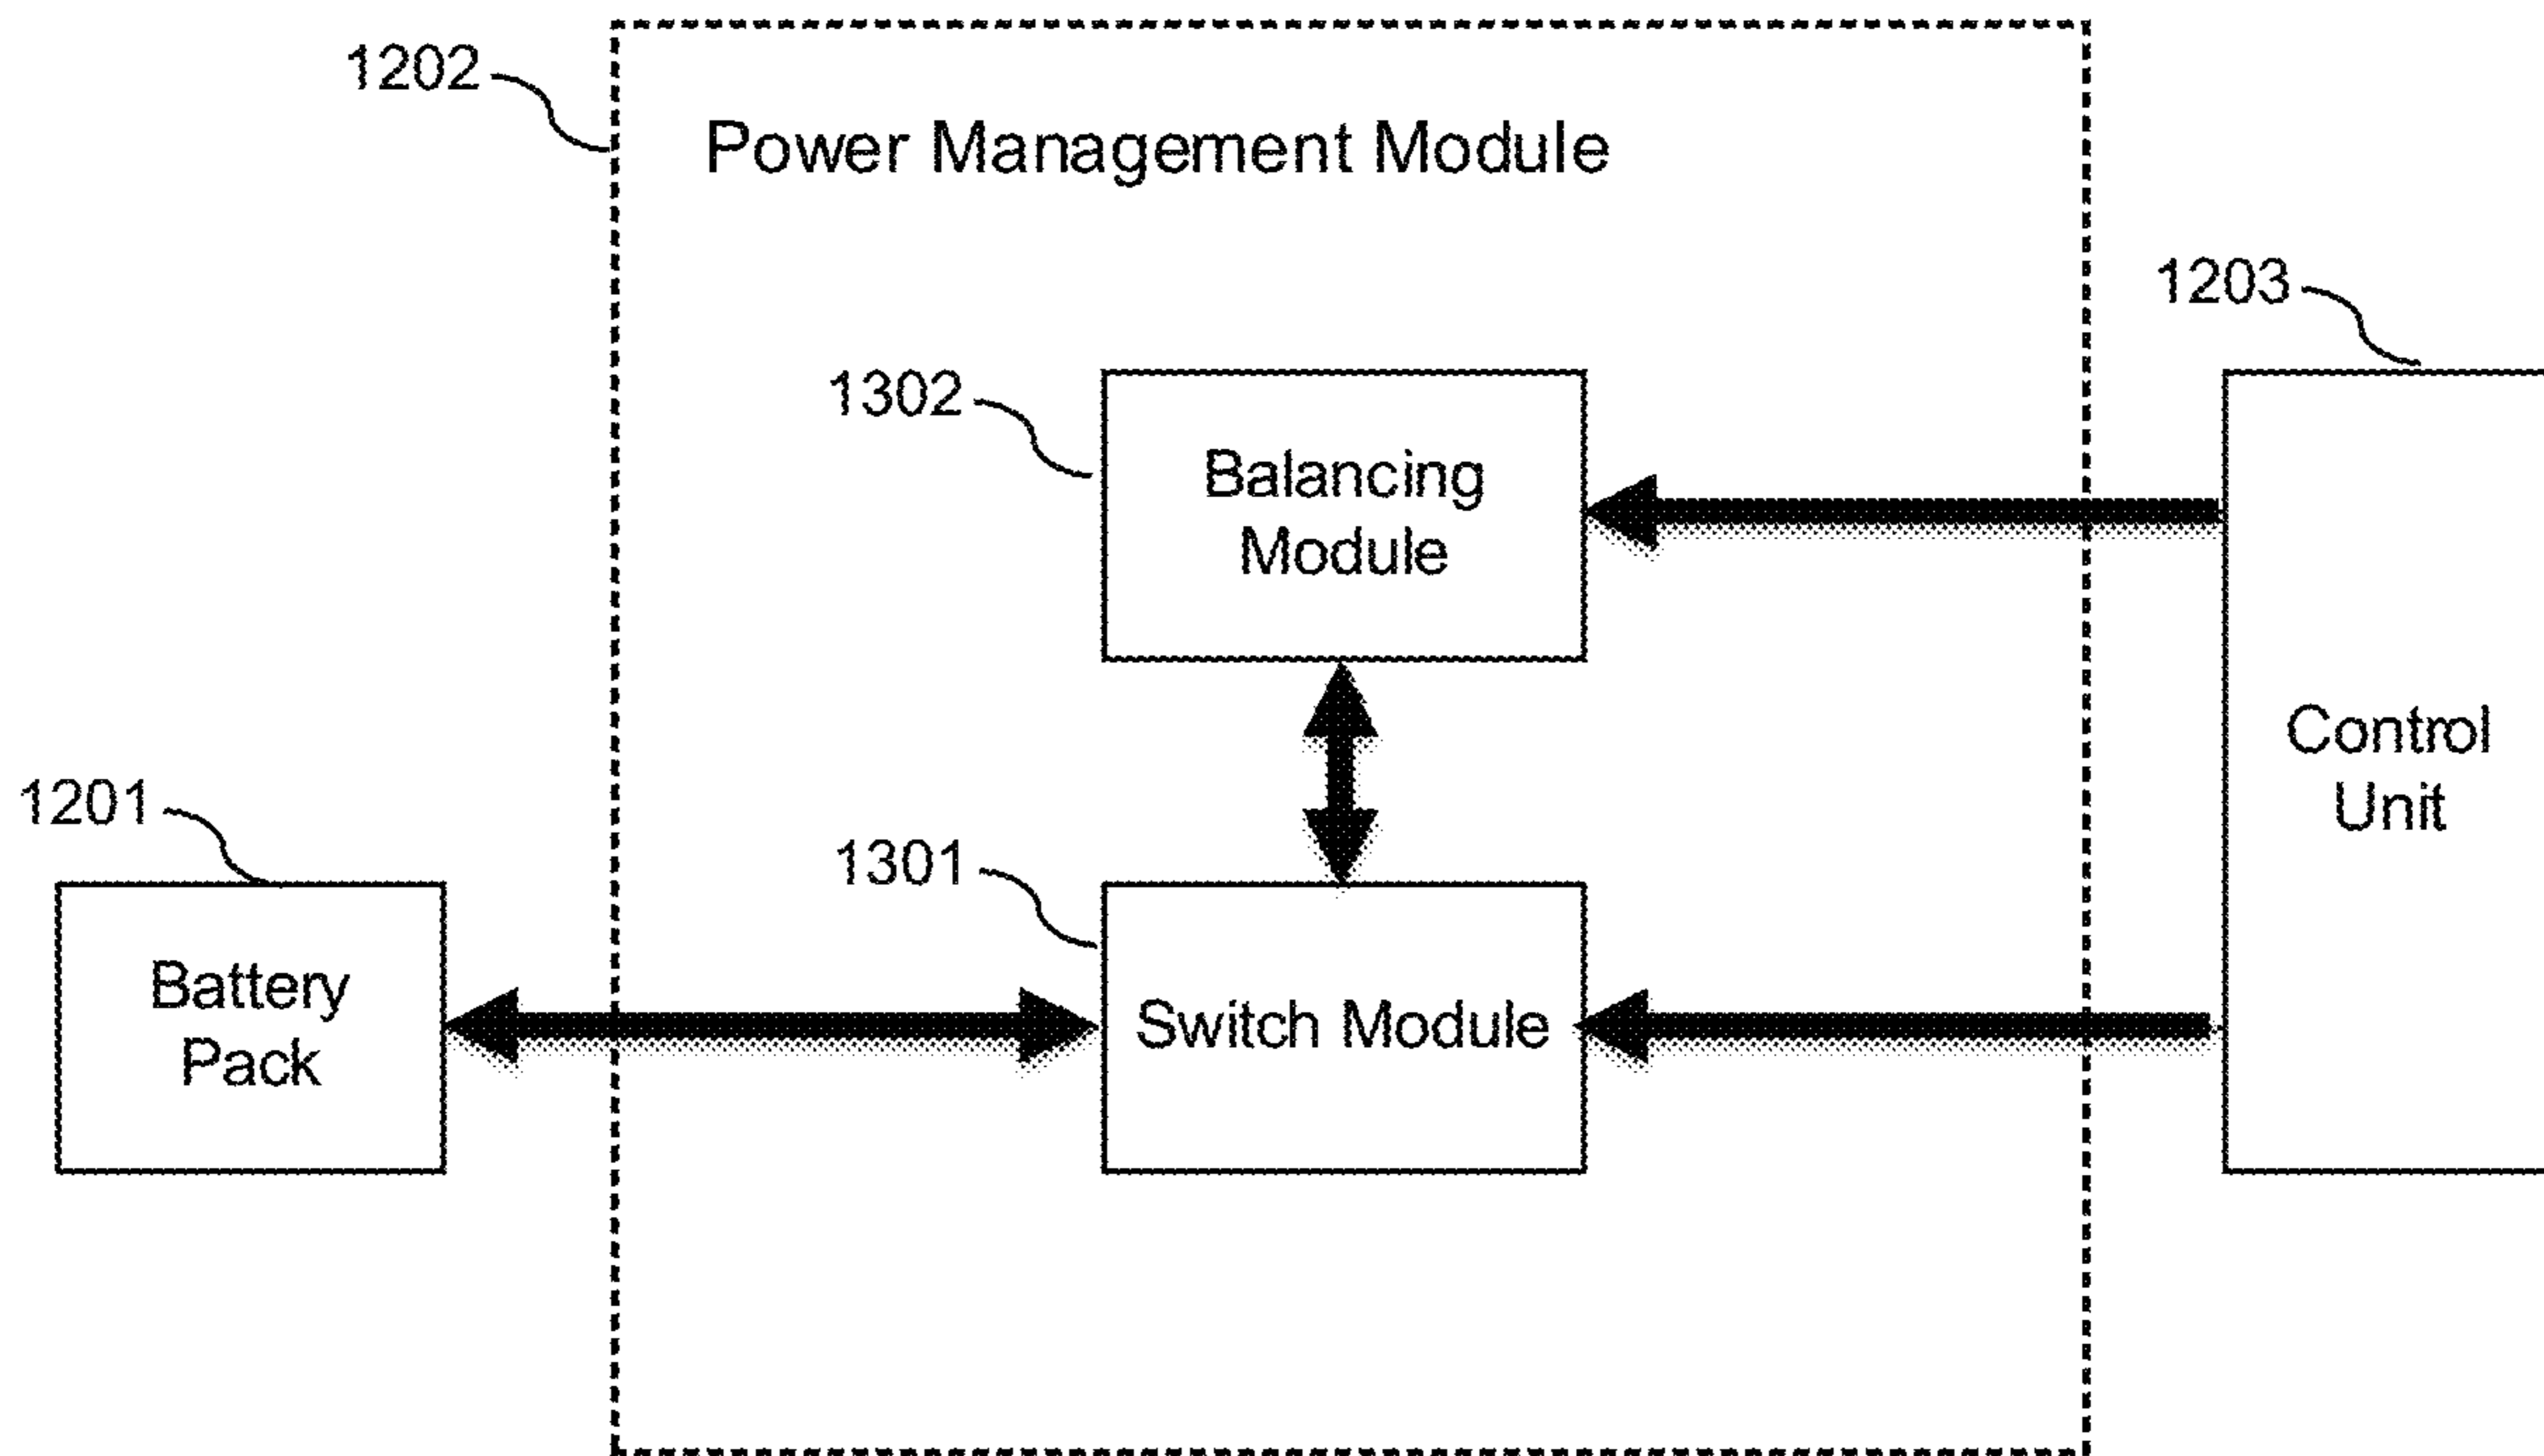 1202
Power Management Module
1203
1302
Balancing
Module
Control
Unit
1201
1301
Battery
Pack
Switch Module